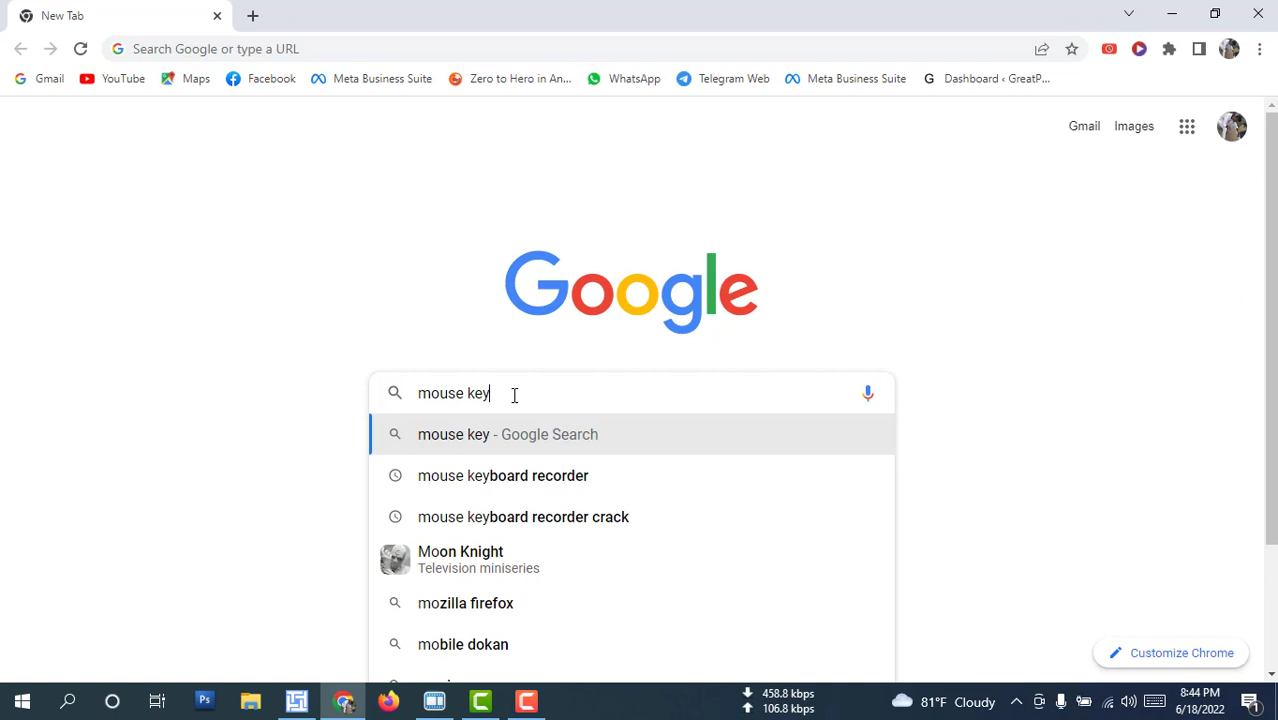 New Tab
Search Google or type a URL
Gmail YouTube Maps Facebook Meta Business Suite Zero to Hero in An... WhatsApp Telegram Web Meta Business Suite G Dashboard ‹ GreatP...
Gmail Images
Google
mouse key
mouse key - Google Search
mouse keyboard recorder
mouse keyboard recorder crack
Moon Knight
Television miniseries
mozilla firefox
mobile dokan
Customize Chrome
Ps 458.8 kbps 81°F Cloudy 8:44 PM
106.8 kbps 6/18/2022 1